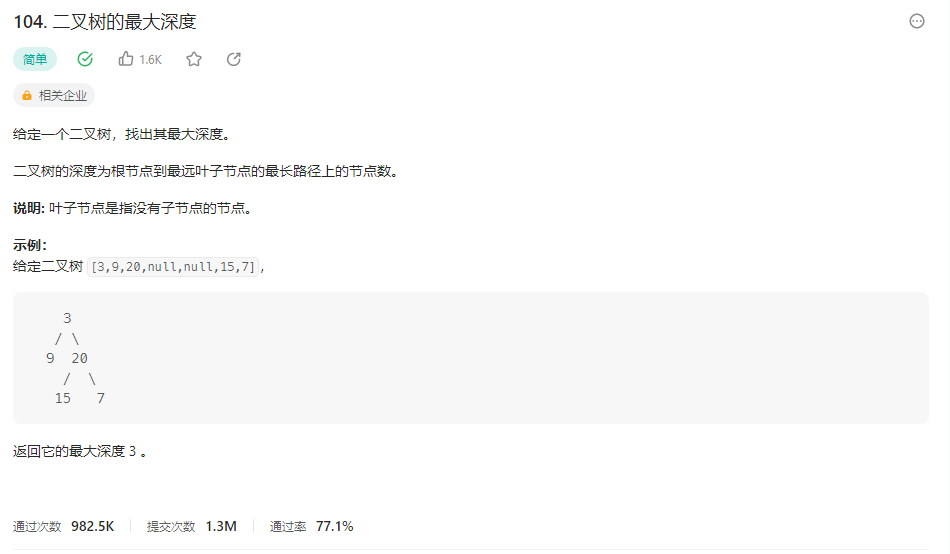 104. 二叉树的最大深度
简单 1.6K
相关企业
给定一个二叉树，找出其最大深度。
二叉树的深度为根节点到最远叶子节点的最长路径上的节点数。
说明: 叶子节点是指没有子节点的节点。
示例：
给定二叉树 [3,9,20,null,null,15,7]，
3
/ \
9 20
/ \
15 7
返回它的最大深度 3 。
通过次数 982.5K 提交次数 1.3M 通过率 77.1%